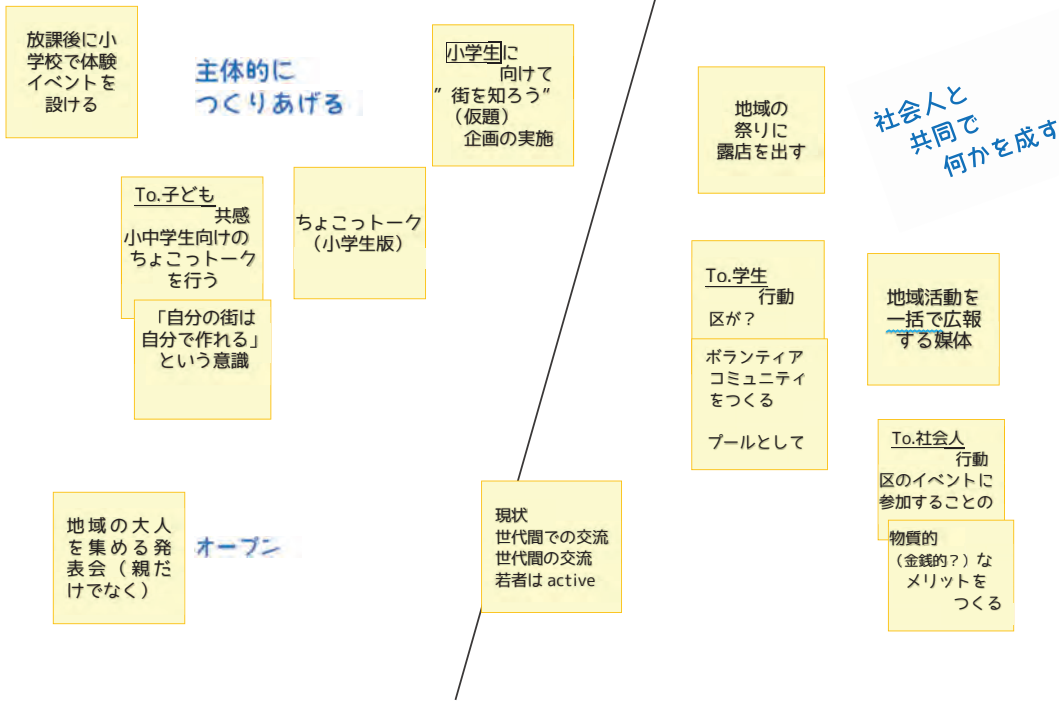 放課後に小
学校で体験
イベントを
設ける
主体的に
つくりあげる
小学生に
向けて
”街を知ろう“
（仮題）
企画の実施
To.子ども
共感
小中学生向けの
ちょこっトーク
を行う
ちょこっトーク
（小学生版）
「自分の街は
自分で作れる」
という意識
地域の大人
を集める発
表会（親だ
けでなく）
オープン
現状
世代間での交流
世代間の交流
若者は active
地域の
祭りに
露店を出す
社会人と
共同で
何かを成す
To.学生
行動
区が？
ボランティア
コミュニティ
をつくる
プールとして
地域活動を
一括で広報
する媒体
To.社会人
行動
区のイベントに
参加することの
物質的
（金銭的？）な
メリットを
つくる